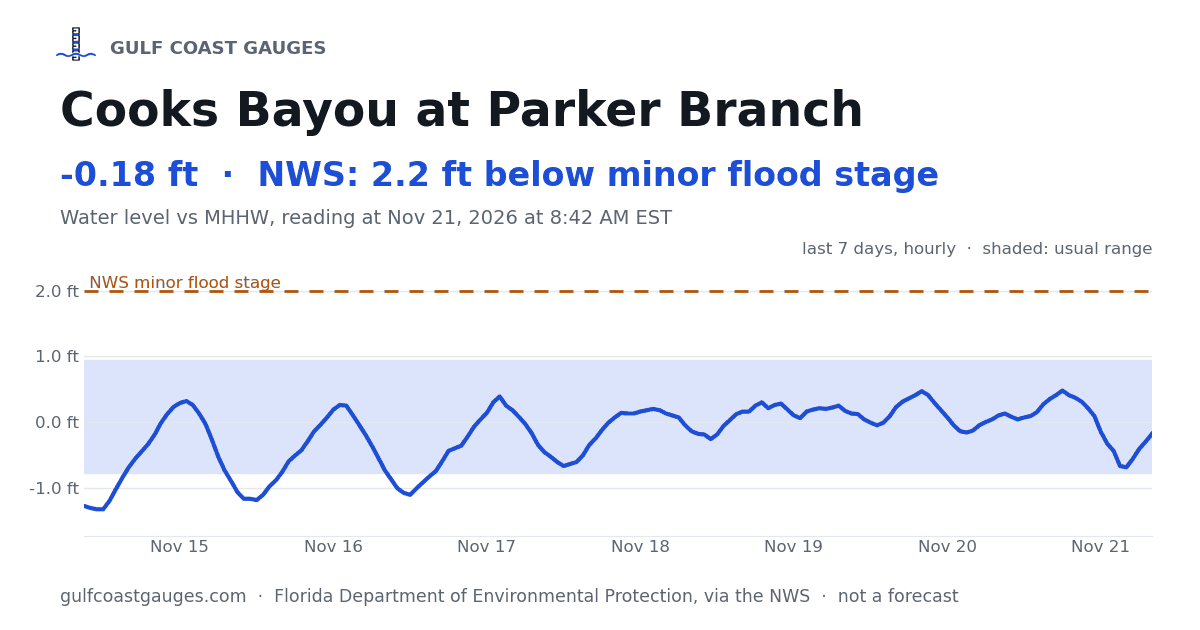 GULF COAST GAUGES
Cooks Bayou at Parker Branch
-0.18 ft · NWS: 2.2 ft below minor flood stage
Water level vs MHHW, reading at Nov 21, 2026 at 8:42 AM EST
last 7 days, hourly · shaded: usual range
NWS minor flood stage
2.0 ft
1.0 ft
0.0 ft
-1.0 ft
Nov 15 Nov 16 Nov 17 Nov 18 Nov 19 Nov 20 Nov 21
gulfcoastgauges.com · Florida Department of Environmental Protection, via the NWS · not a forecast